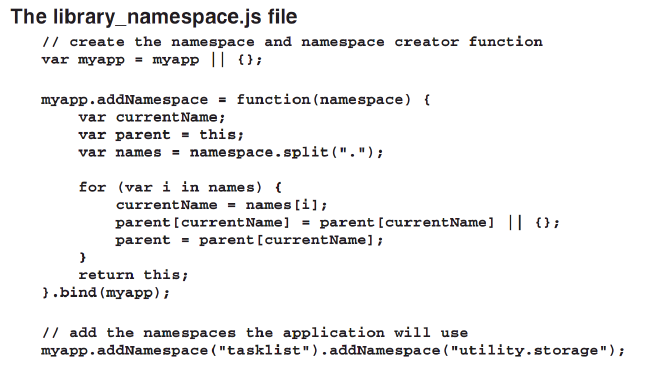 The library_namespace.js file
// create the namespace and namespace creator function
var myapp = myapp || {};
myapp.addNamespace = function(namespace) {
var currentName;
var parent = this;
var names = namespace.split(".");
for (var i in names) {
currentName = names[i];
parent[currentName] = parent[currentName] || {};
parent = parent[currentName];
}
return this;
}.bind(myapp);
// add the namespaces the application will use
myapp.addNamespace("tasklist").addNamespace("utility.storage");